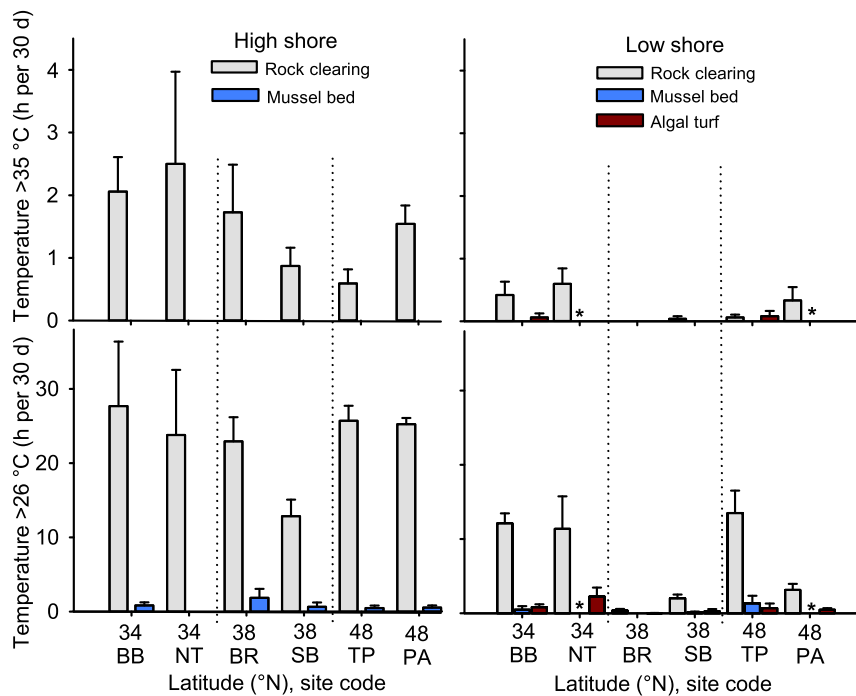 High shore
Rock clearing
Mussel bed
Low shore
Rock clearing
Mussel bed
Algal turf
Temperature >35 °C (h per 30 d)
4
3
2
1
0
*
*
Temperature >26 °C (h per 30 d)
30
20
10
0
*
*
34 34 38 38 48 48
BB NT BR SB TP PA
Latitude (°N), site code
34 34 38 38 48 48
BB NT BR SB TP PA
Latitude (°N), site code